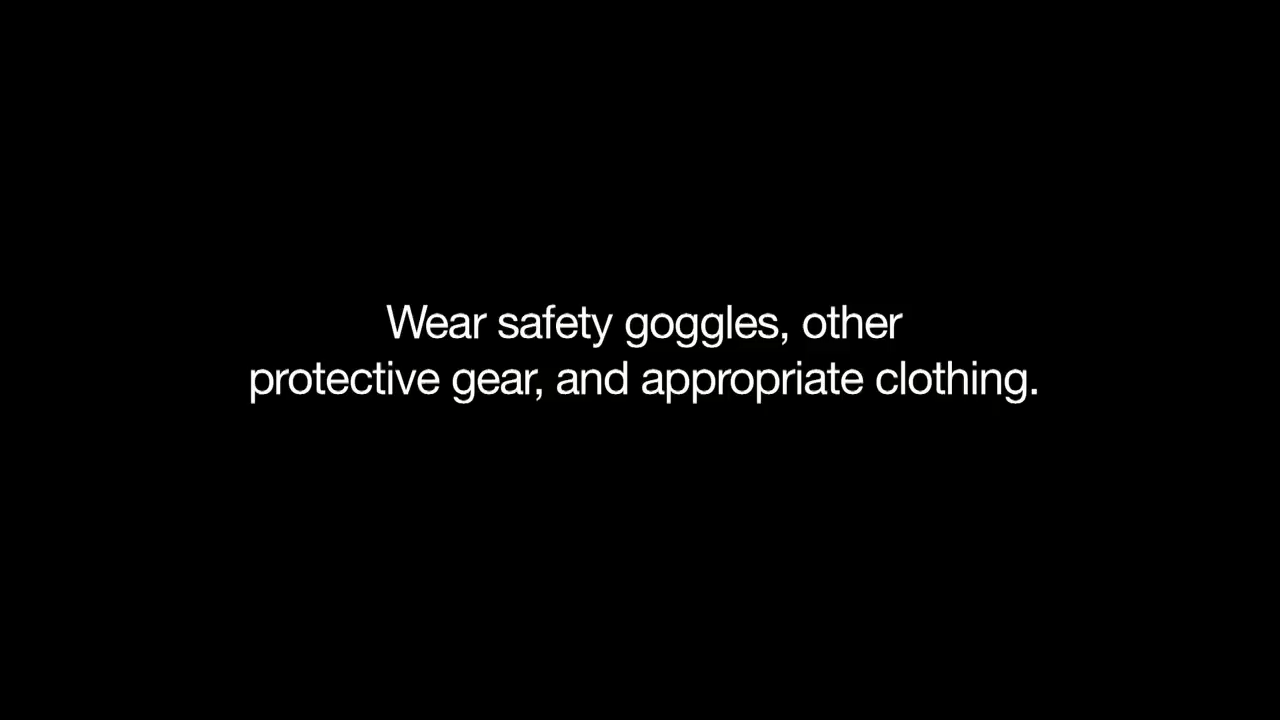 Wear safety goggles, other
protective gear, and appropriate clothing.